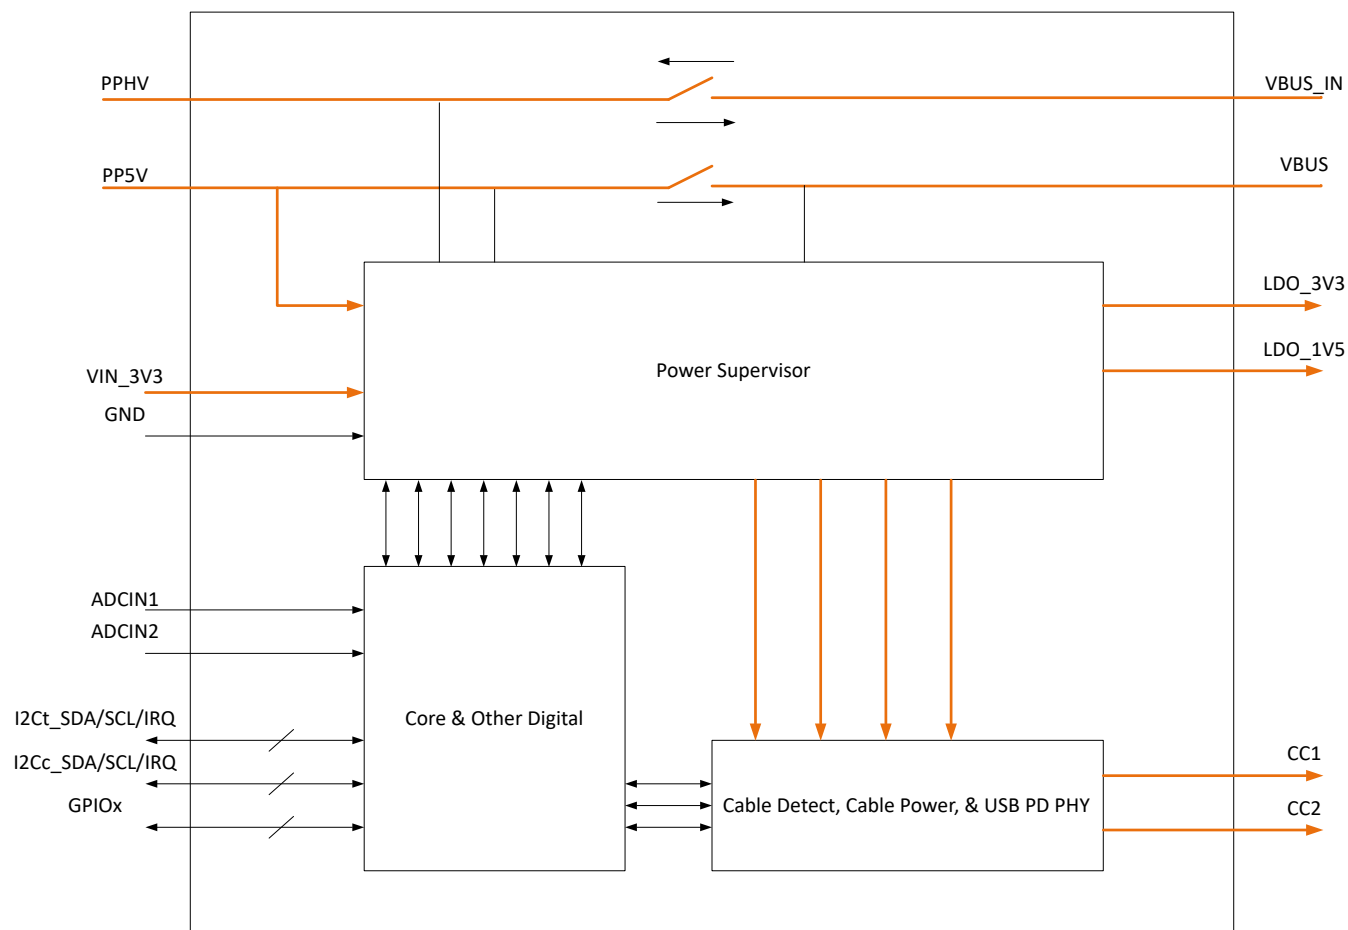 PPHV
VBUS_IN
PP5V
VBUS
LDO_3V3
LDO_1V5
Power Supervisor
VIN_3V3
GND
ADCIN1
ADCIN2
I2Ct_SDA/SCL/IRQ
Core & Other Digital
I2Cc_SDA/SCL/IRQ
CC1
GPIOx
Cable Detect, Cable Power, & USB PD PHY
CC2